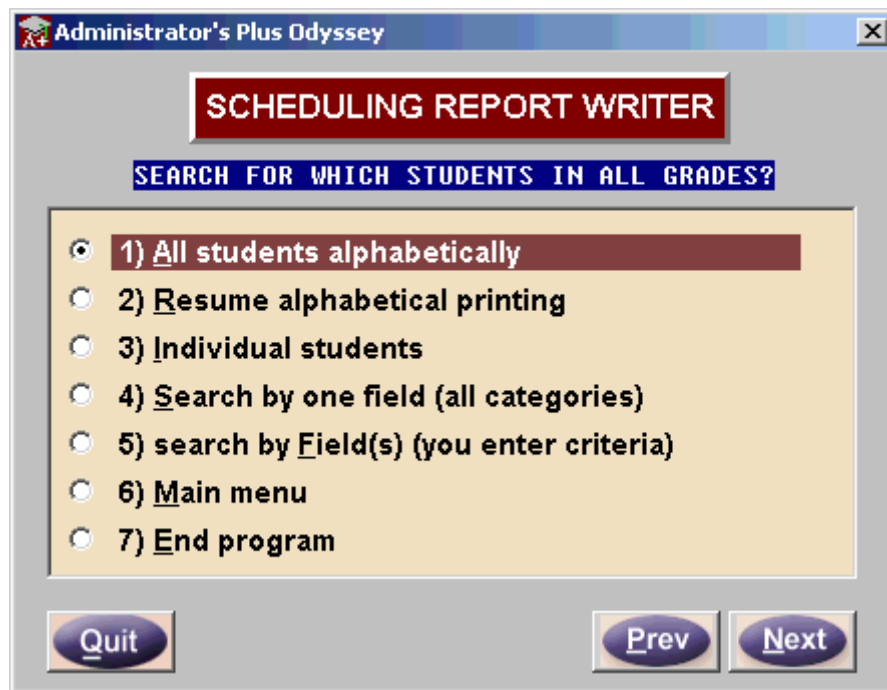 Administrator's Plus Odyssey
SCHEDULING REPORT WRITER
SEARCH FOR WHICH STUDENTS IN ALL GRADES?
1) All students alphabetically
2) Resume alphabetical printing
3) Individual students
4) Search by one field (all categories)
5) search by Field(s) (you enter criteria)
6) Main menu
7) End program
Quit Prev Next